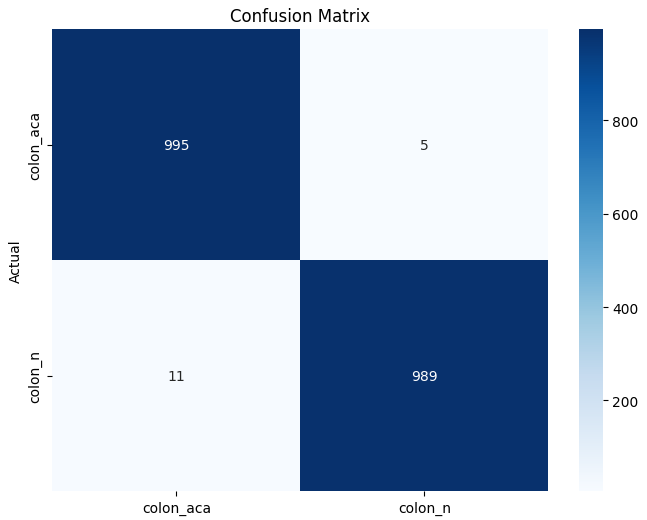 Confusion Matrix
Actual
colon_aca
995
5
colon_n
11
989
colon_aca
colon_n
800
600
400
200